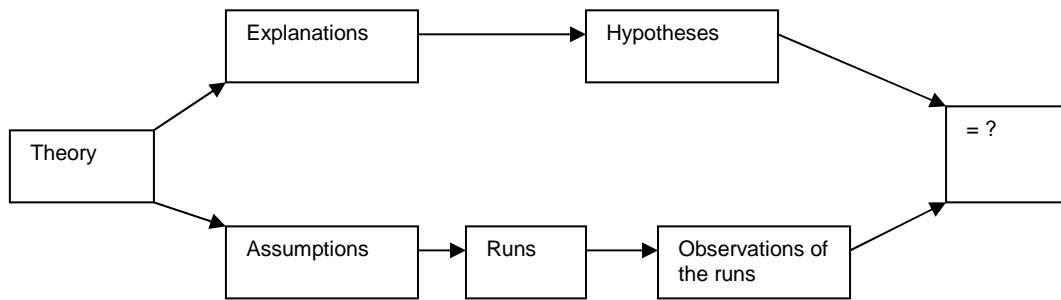 Explanations
Hypotheses
= ?
Theory
Assumptions
Runs
Observations of
the runs